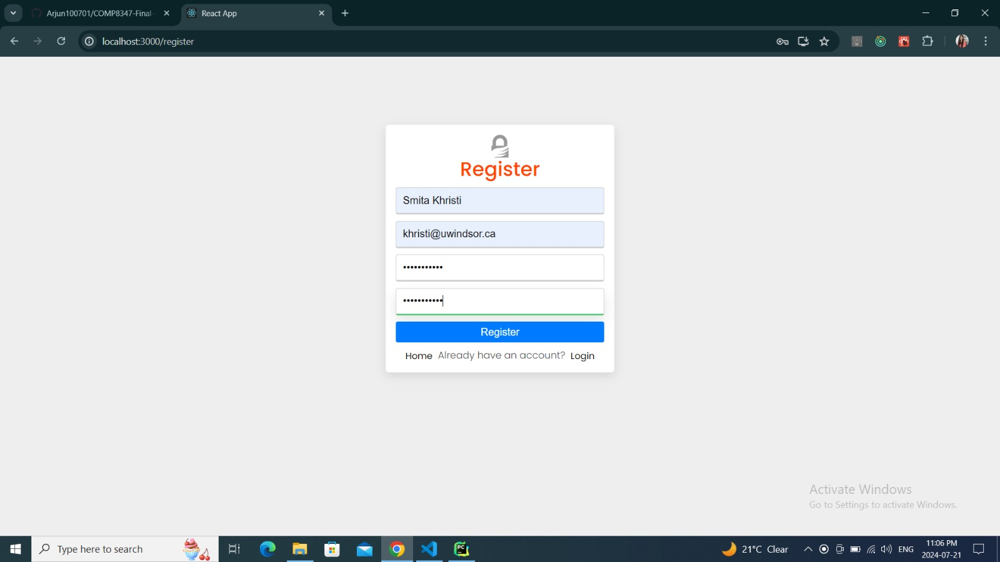 Arjun100701/COMP8347-Final-
React App
localhost:3000/register
Register
Smita Khristi
khristi@uwindsor.ca
•••••••••••
•••••••••••
Register
Home Already have an account? Login
Activate Windows
Go to Settings to activate Windows.
Type here to search
PC
21°C Clear
ENG
11:06 PM
2024-07-21